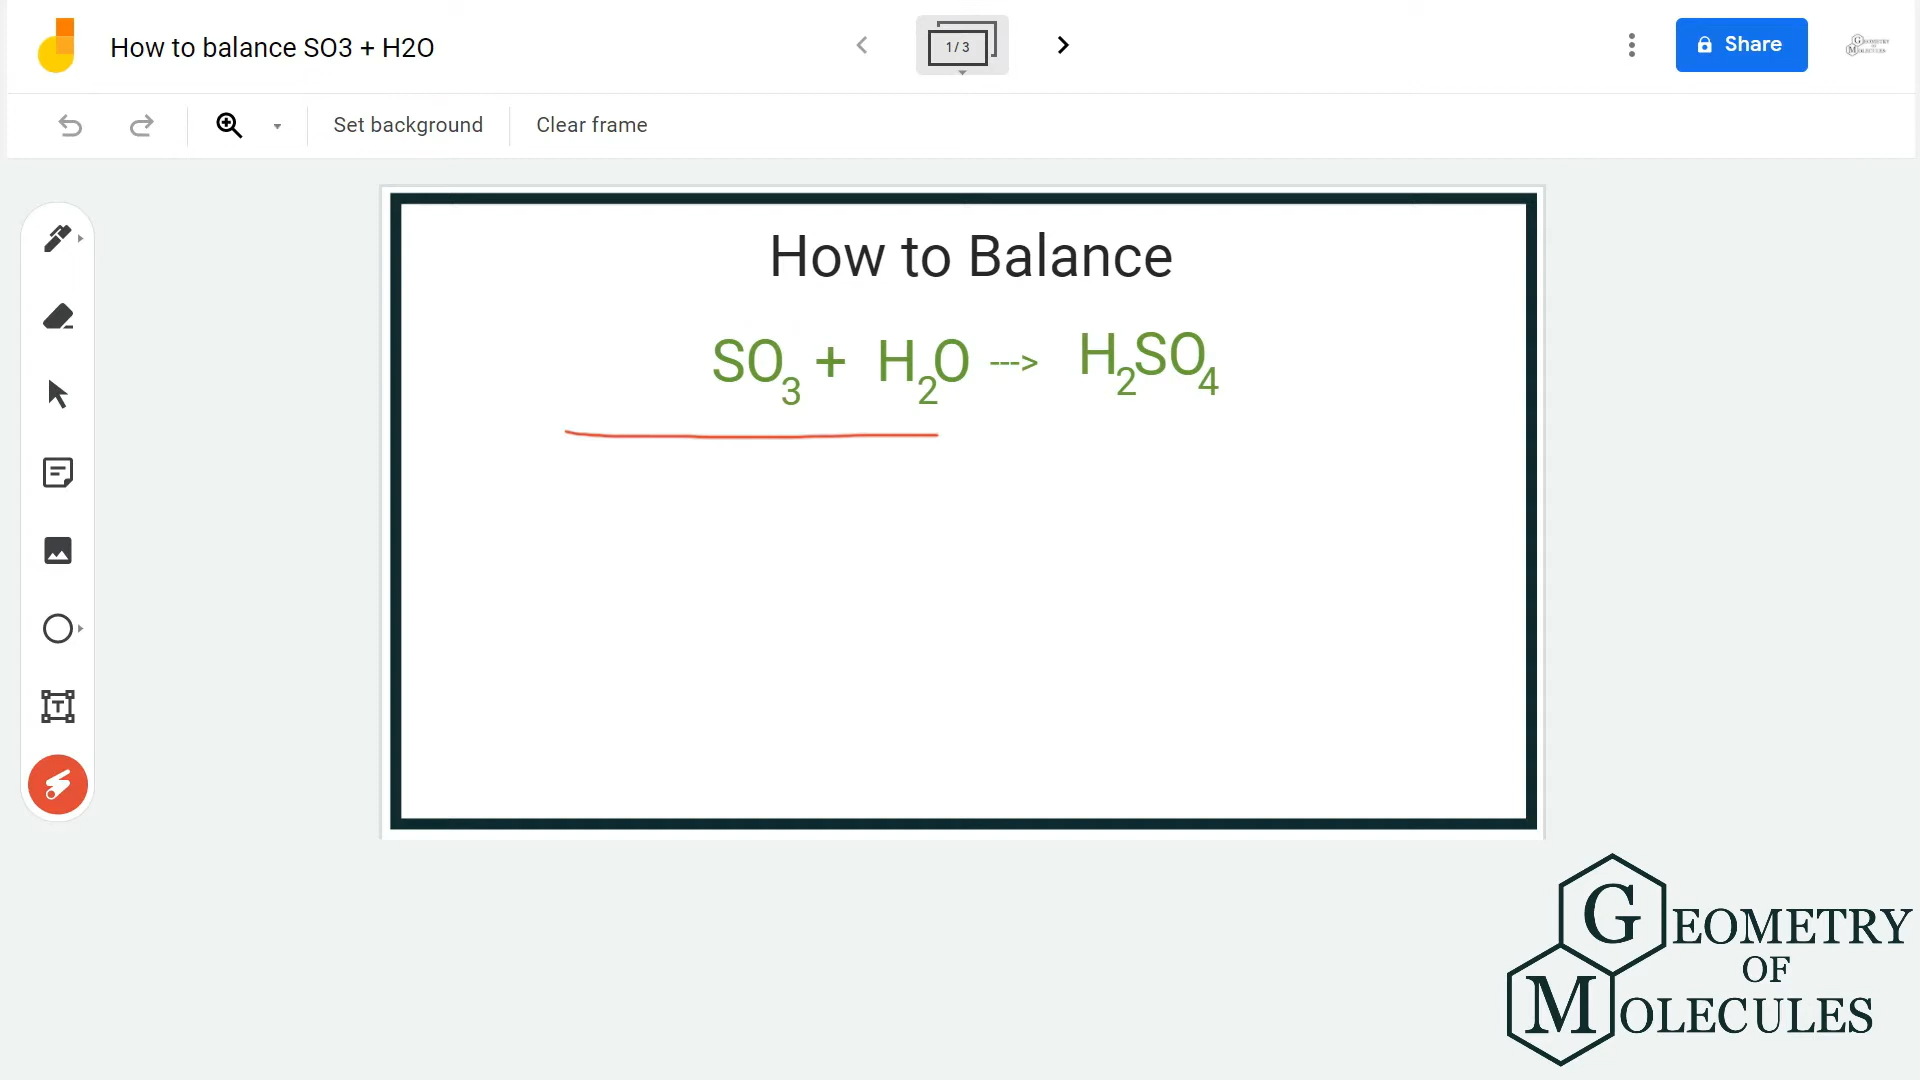 How to balance SO3 + H2O
1/3
Share
Set background
Clear frame
How to Balance
SO₃ + H₂O ---> H₂SO₄
GEOMETRY
OF
MOLECULES